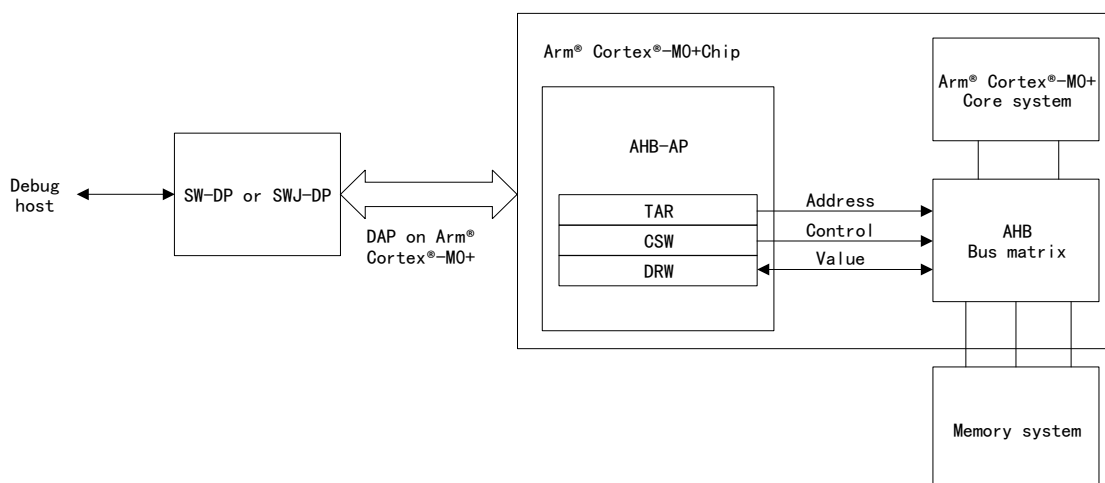 Arm® Cortex®-M0+Chip
Arm® Cortex®-M0+
Core system
AHB-AP
Debug
host
SW-DP or SWJ-DP
DAP on Arm®
Cortex®-M0+
TAR
CSW
DRW
Address
Control
Value
AHB
Bus matrix
Memory system